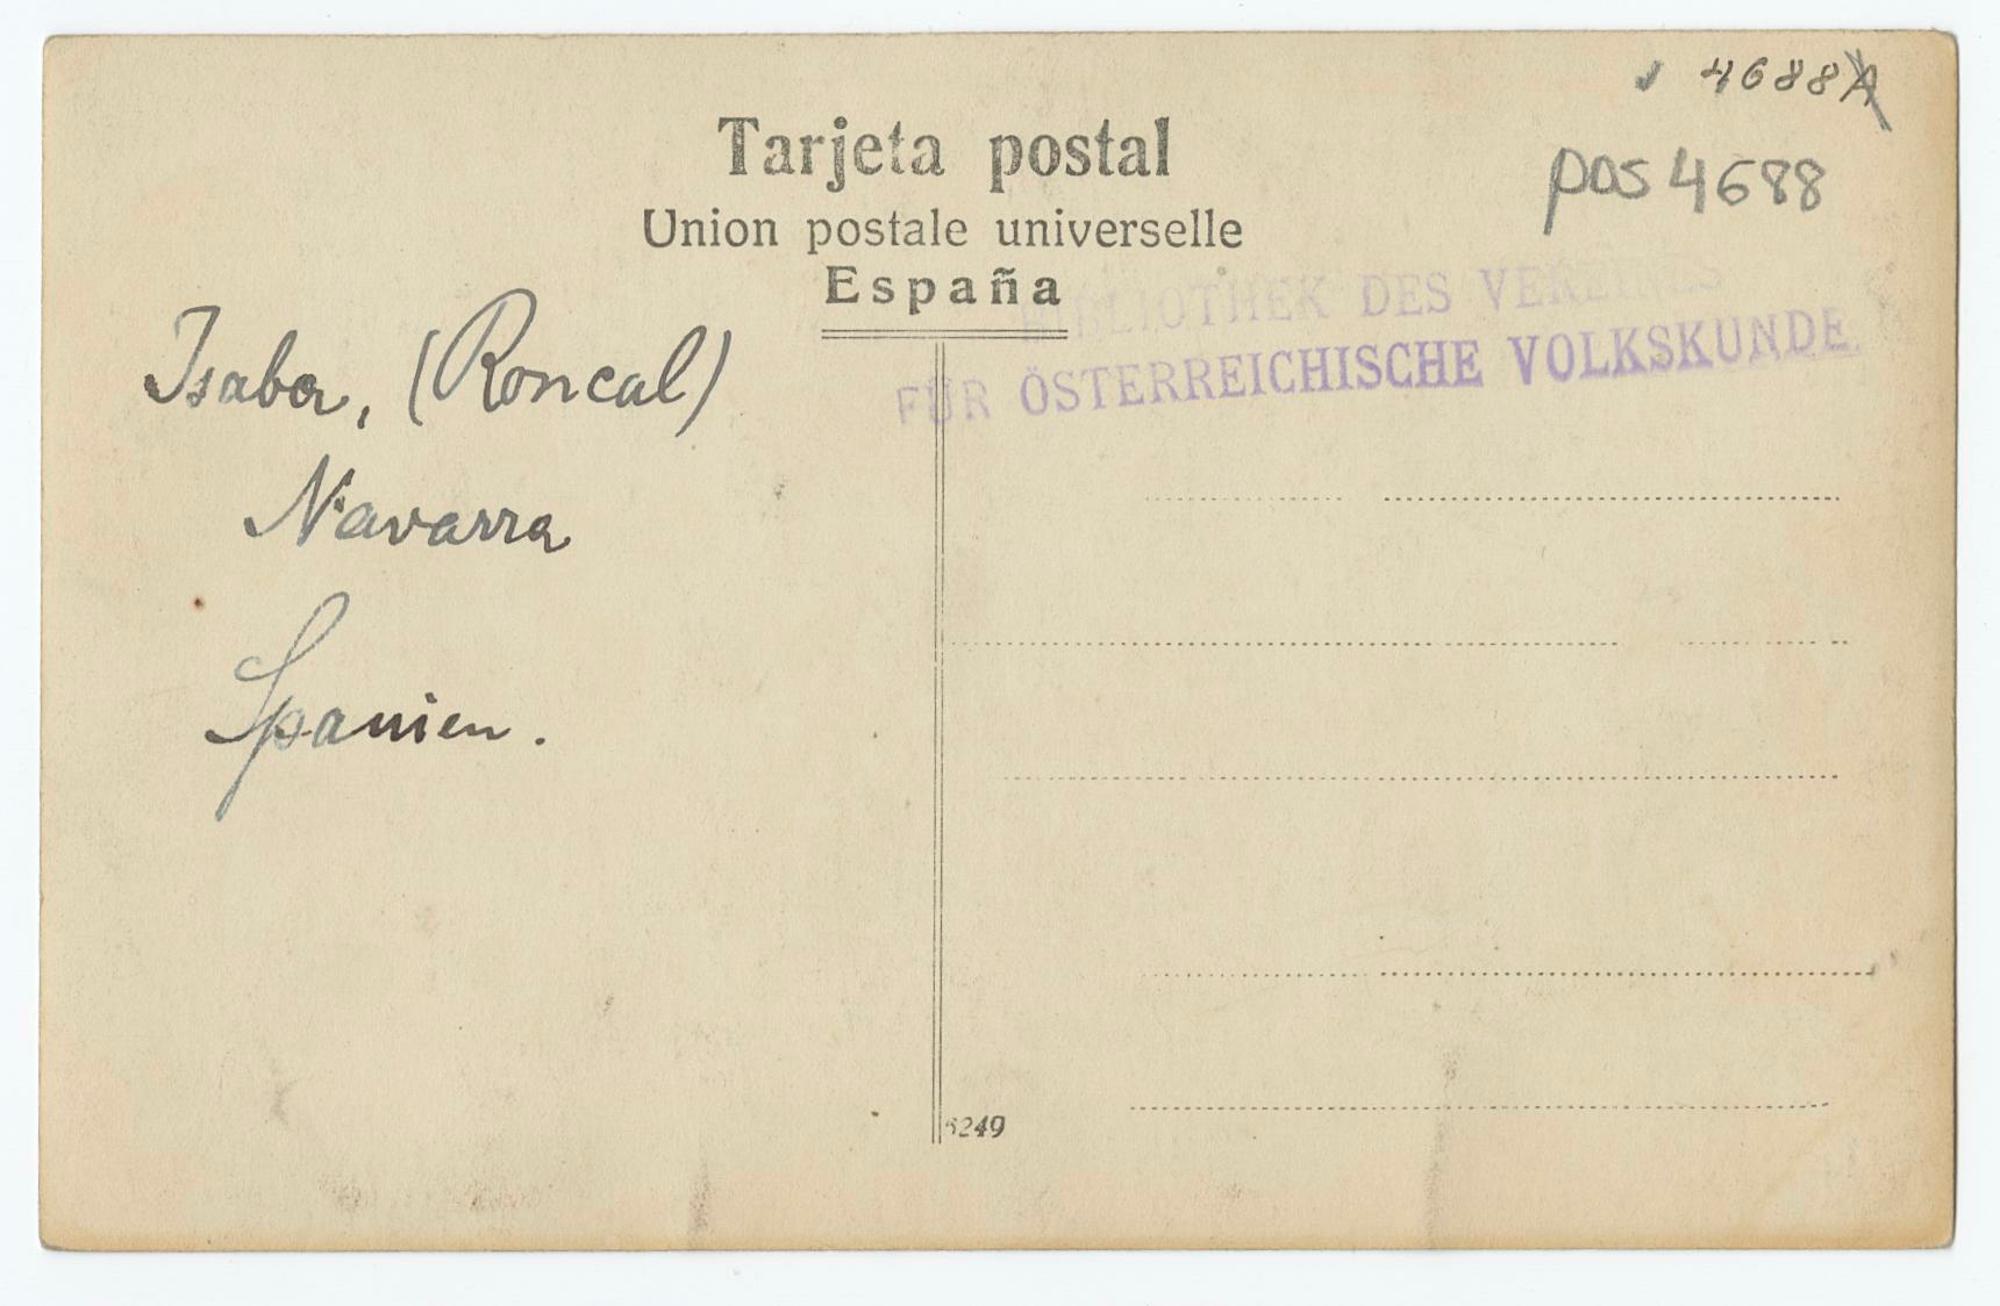 4688A
pos 4688
Tarjeta postal
Union postale universelle
España
BIBLIOTHEK DES VEREINES
FÜR ÖSTERREICHISCHE VOLKSKUNDE
Isaba, (Roncal)
Navarra
Spanien.